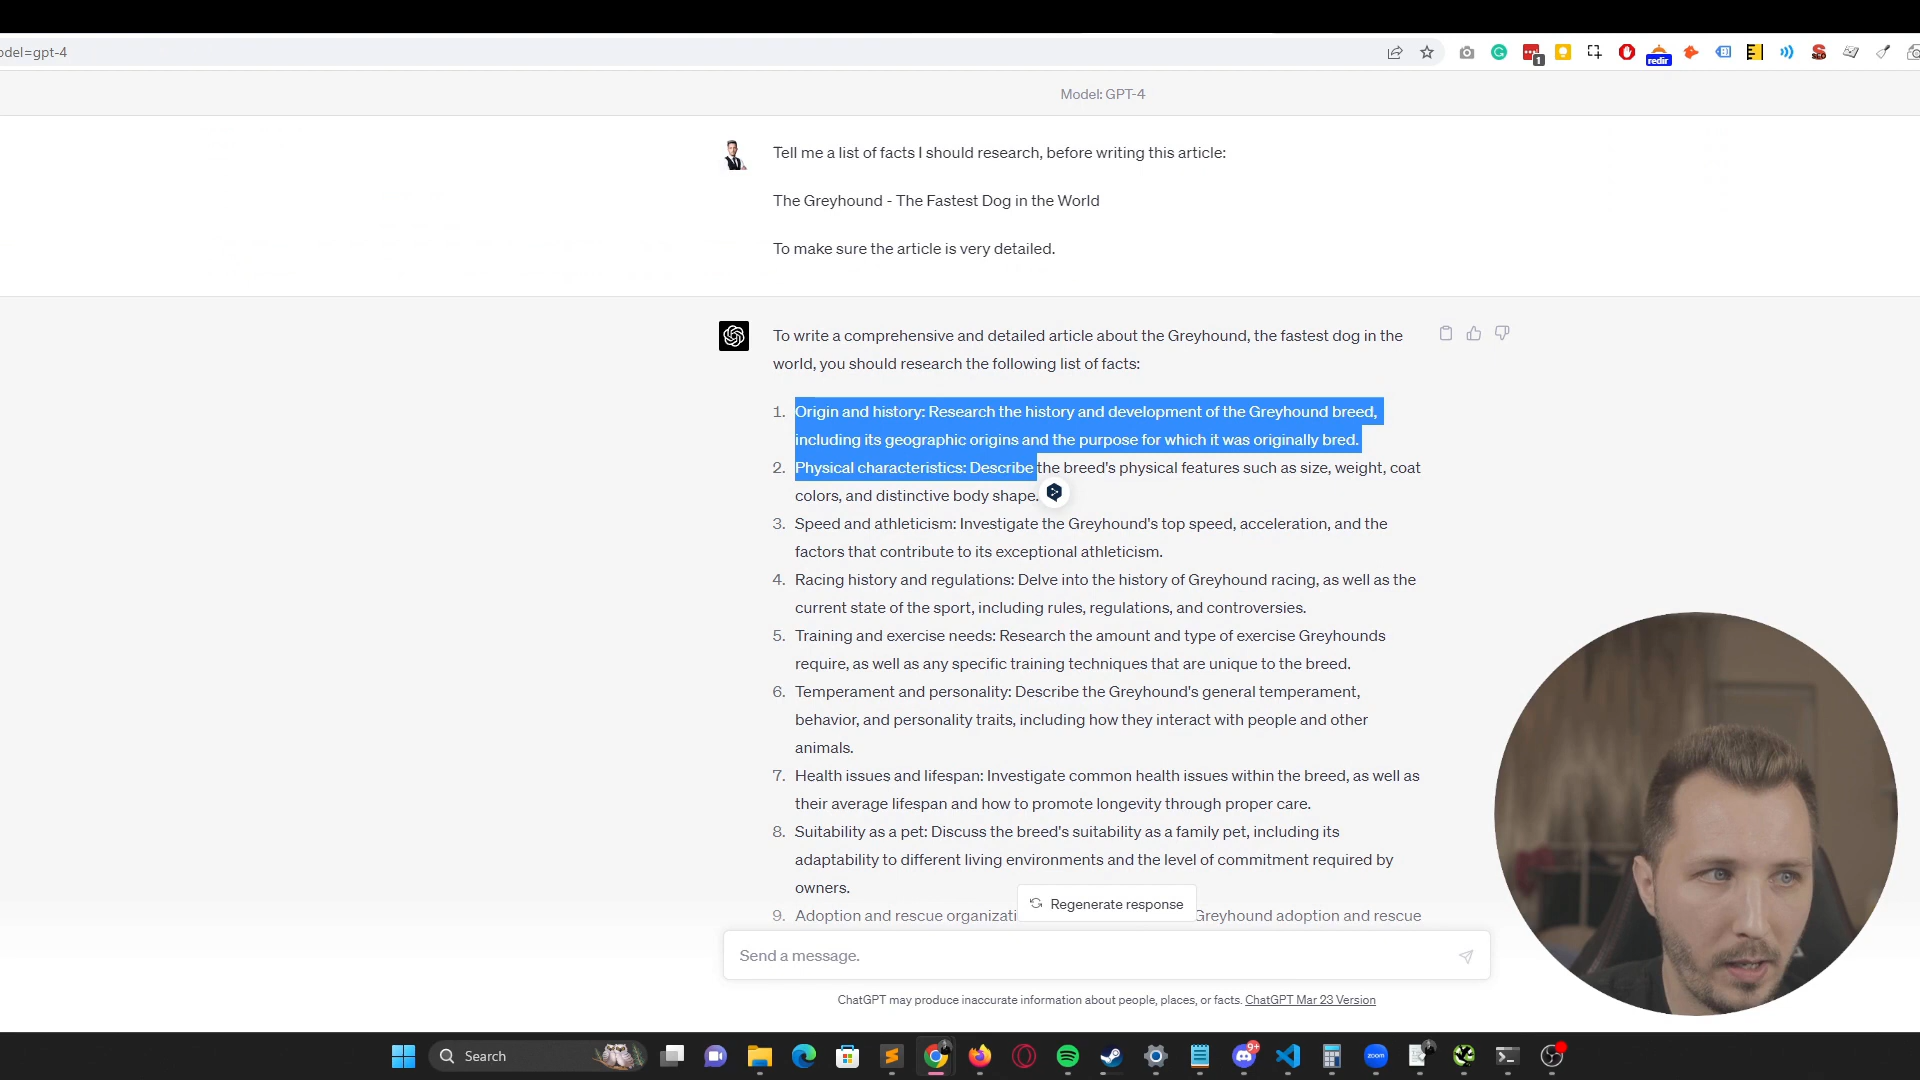 odel=gpt-4
1
redir
SEO
Model: GPT-4
Tell me a list of facts I should research, before writing this article:
The Greyhound - The Fastest Dog in the World
To make sure the article is very detailed.
To write a comprehensive and detailed article about the Greyhound, the fastest dog in the
world, you should research the following list of facts:
1. Origin and history: Research the history and development of the Greyhound breed,
including its geographic origins and the purpose for which it was originally bred.
2. Physical characteristics: Describe the breed's physical features such as size, weight, coat
colors, and distinctive body shape.
3. Speed and athleticism: Investigate the Greyhound's top speed, acceleration, and the
factors that contribute to its exceptional athleticism.
4. Racing history and regulations: Delve into the history of Greyhound racing, as well as the
current state of the sport, including rules, regulations, and controversies.
5. Training and exercise needs: Research the amount and type of exercise Greyhounds
require, as well as any specific training techniques that are unique to the breed.
6. Temperament and personality: Describe the Greyhound's general temperament,
behavior, and personality traits, including how they interact with people and other
animals.
7. Health issues and lifespan: Investigate common health issues within the breed, as well as
their average lifespan and how to promote longevity through proper care.
8. Suitability as a pet: Discuss the breed's suitability as a family pet, including its
adaptability to different living environments and the level of commitment required by
owners.
9. Adoption and rescue organizati Greyhound adoption and rescue
Regenerate response
Send a message.
ChatGPT may produce inaccurate information about people, places, or facts. ChatGPT Mar 23 Version
Search
9+
zoom